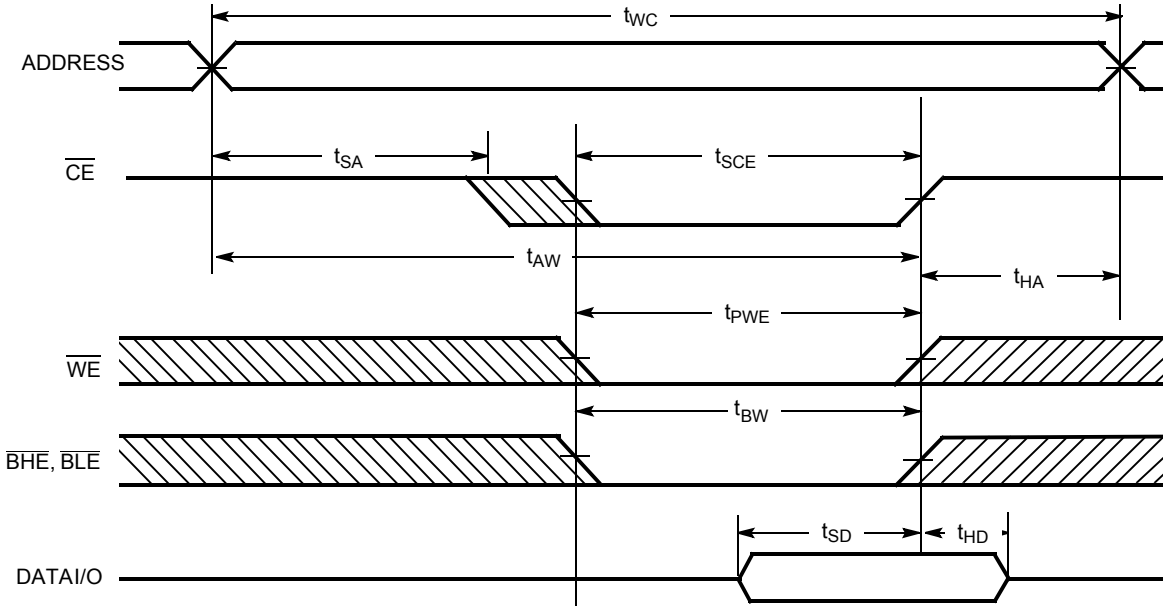 tWC
ADDRESS
tSA
tSCE
CE
tAW
tHA
tPWE
WE
tBW
BHE, BLE
tSD
tHD
DATAI/O